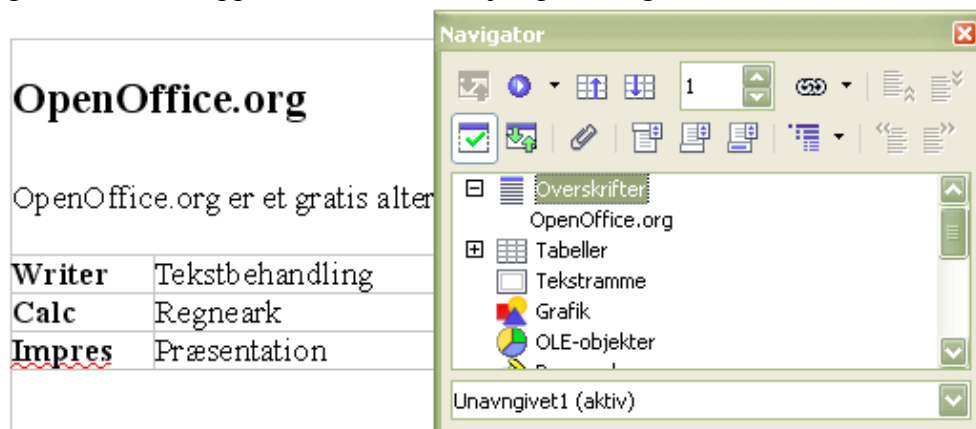 OpenOffice.org
OpenOffice.org er et gratis alter
Writer Tekstbehandling
Calc Regneark
Impres Præsentation
Navigator
1
Overskrifter
OpenOffice.org
Tabeller
Tekstramme
Grafik
OLE-objekter
Unavngivet1 (aktiv)